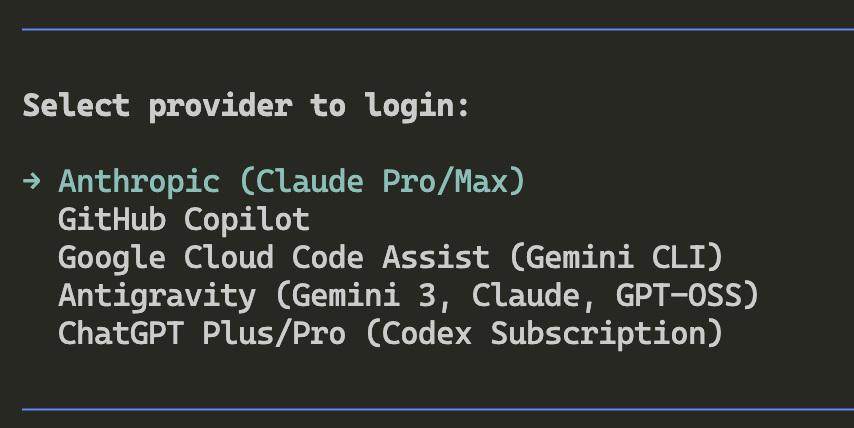 Select provider to login:
→ Anthropic (Claude Pro/Max)
GitHub Copilot
Google Cloud Code Assist (Gemini CLI)
Antigravity (Gemini 3, Claude, GPT-OSS)
ChatGPT Plus/Pro (Codex Subscription)